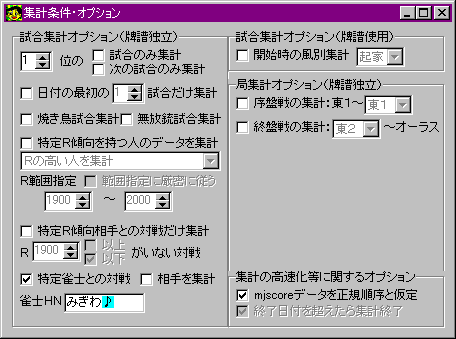 集計条件・オプション
試合集計オプション(牌譜独立)
1 位の
試合のみ集計
次の試合のみ集計
日付の最初の 1 試合だけ集計
焼き鳥試合集計 無放銃試合集計
特定R傾向を持つ人のデータを集計
Rの高い人を集計
R範囲指定 範囲指定に厳密に従う
1900 ～ 2000
特定R傾向相手との対戦だけ集計
R 1900 以上 以下 がいない対戦
特定雀士との対戦 相手を集計
雀士HN みぎわ♪
試合集計オプション(牌譜使用)
開始時の風別集計 起家
局集計オプション(牌譜独立)
序盤戦の集計:東1～ 東1
終盤戦の集計: 東2 ～オーラス
集計の高速化等に関するオプション
mjscoreデータを正規順序と仮定
終了日付を超えたら集計終了